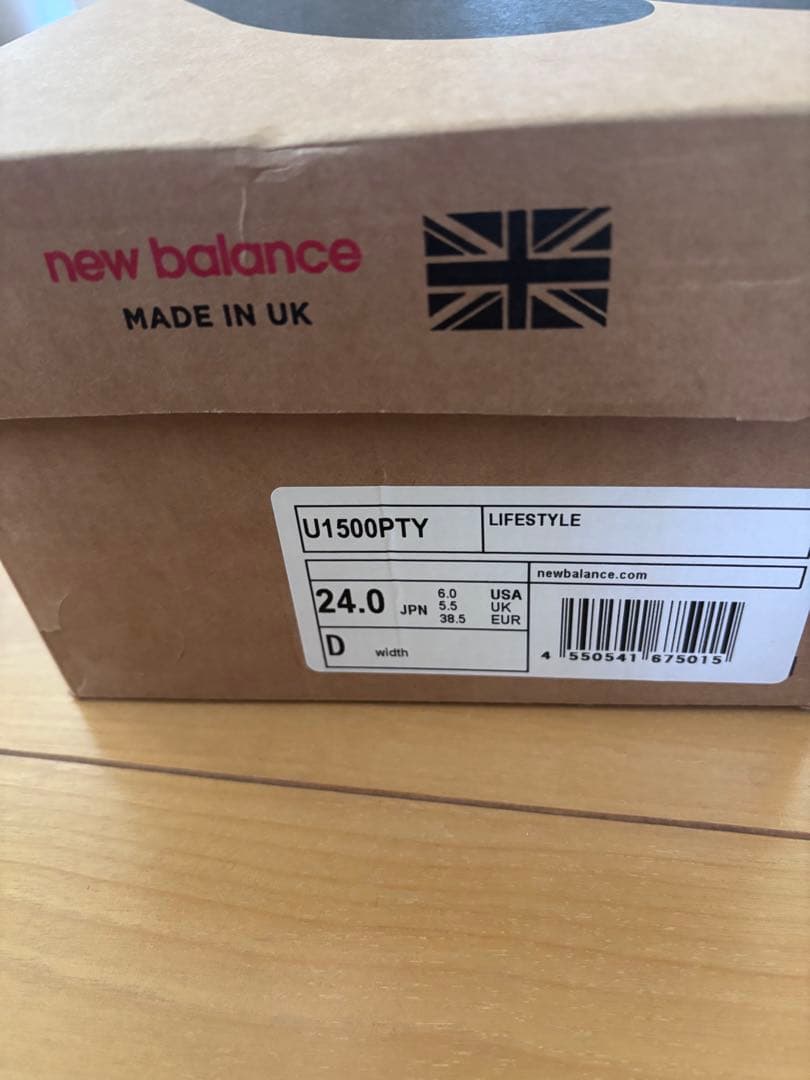 new balance
MADE IN UK
U1500PTY
LIFESTYLE
newbalance.com
24.0 JPN
6.0 USA
5.5 UK
38.5 EUR
D width
4 550541 675015